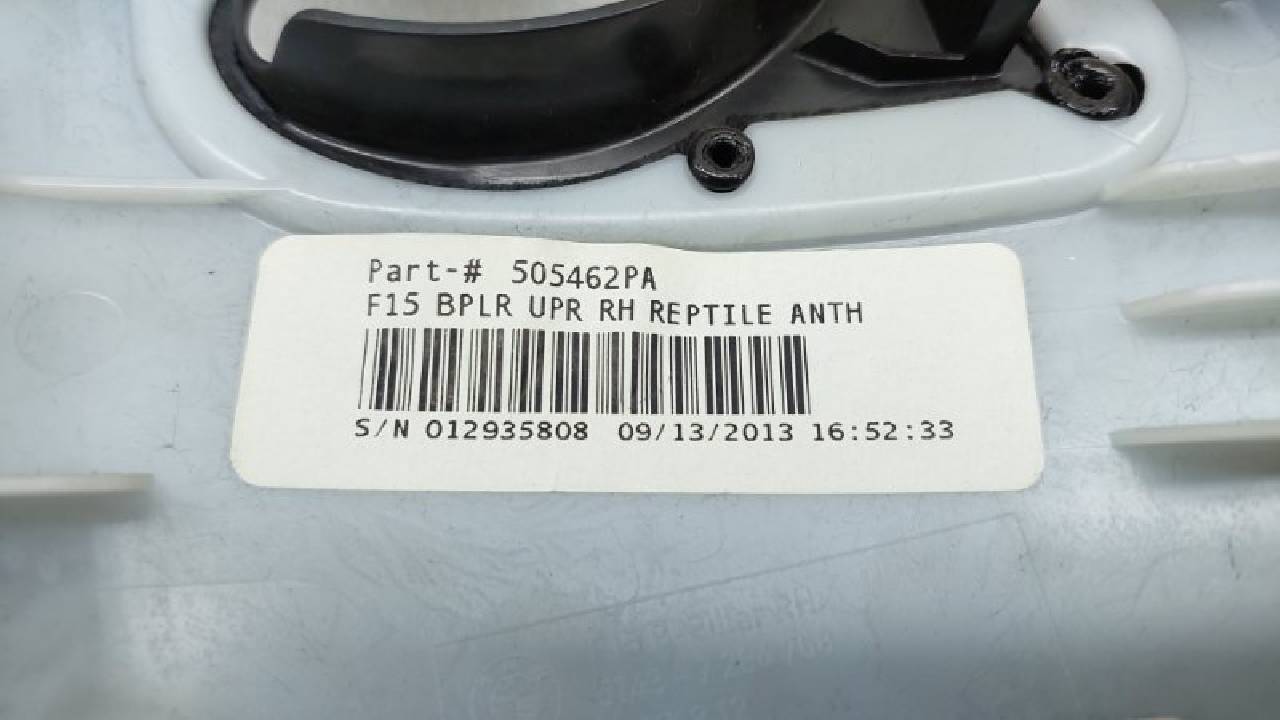 Part-# 505462PA
F15 BPLR UPR RH REPTILE ANTH
S/N 012935808 09/13/2013 16:52:33